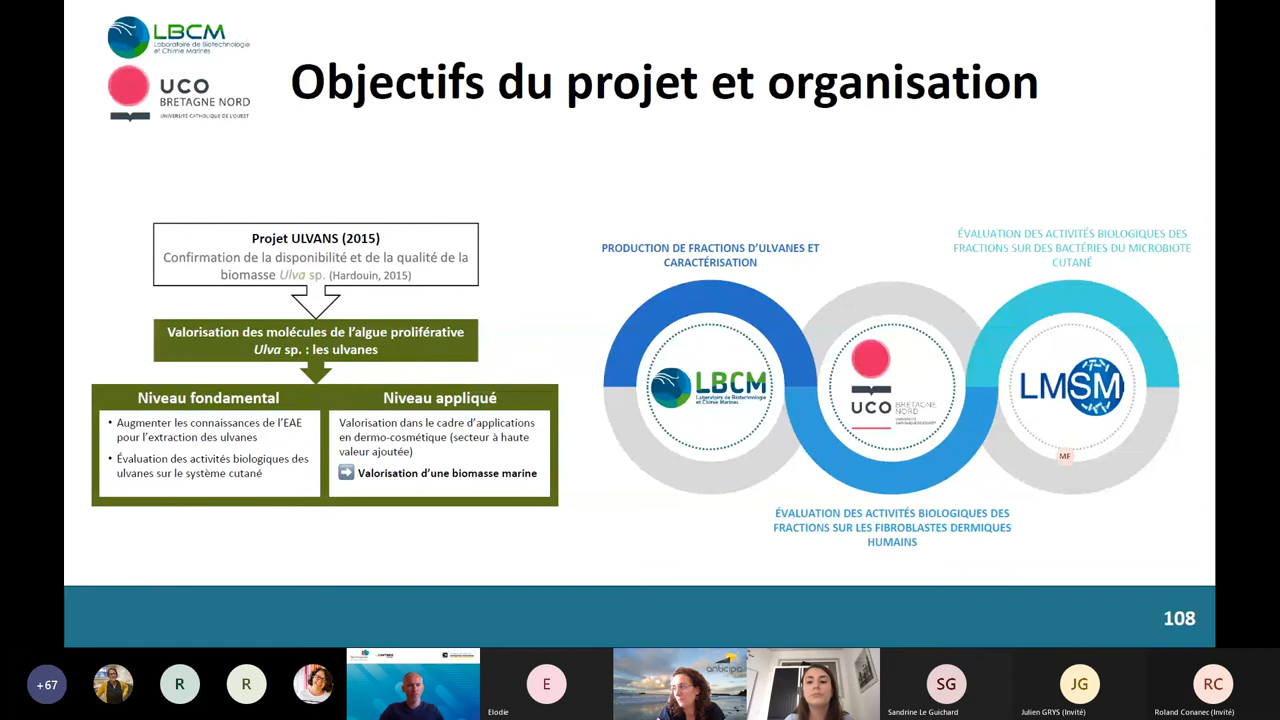 LBCM
Laboratoire de Biotechnologie
et Chimie Marines
UCO
BRETAGNE NORD
UNIVERSITÉ CATHOLIQUE DE L'OUEST
Objectifs du projet et organisation
Projet ULVANS (2015)
Confirmation de la disponibilité et de la qualité de la
biomasse Ulva sp. (Hardouin, 2015)
Valorisation des molécules de l'algue proliférative
Ulva sp. : les ulvanes
Niveau fondamental
• Augmenter les connaissances de l'EAE
pour l'extraction des ulvanes
• Évaluation des activités biologiques des
ulvanes sur le système cutané
Niveau appliqué
Valorisation dans le cadre d'applications
en dermo-cosmétique (secteur à haute
valeur ajoutée)
Valorisation d'une biomasse marine
PRODUCTION DE FRACTIONS D'ULVANES ET
CARACTÉRISATION
ÉVALUATION DES ACTIVITÉS BIOLOGIQUES DES
FRACTIONS SUR DES BACTÉRIES DU MICROBIOTE
CUTANÉ
LBCM
Laboratoire de Biotechnologie
et Chimie Marines
UCO
BRETAGNE
NORD
LMSM
MF
ÉVALUATION DES ACTIVITÉS BIOLOGIQUES DES
FRACTIONS SUR LES FIBROBLASTES DERMIQUES
HUMAINS
108
+67
R
R
E
Elodie
anticipa
SG
Sandrine Le Guichard
JG
Julien GRYS (Invité)
RC
Roland Conanec (Invité)